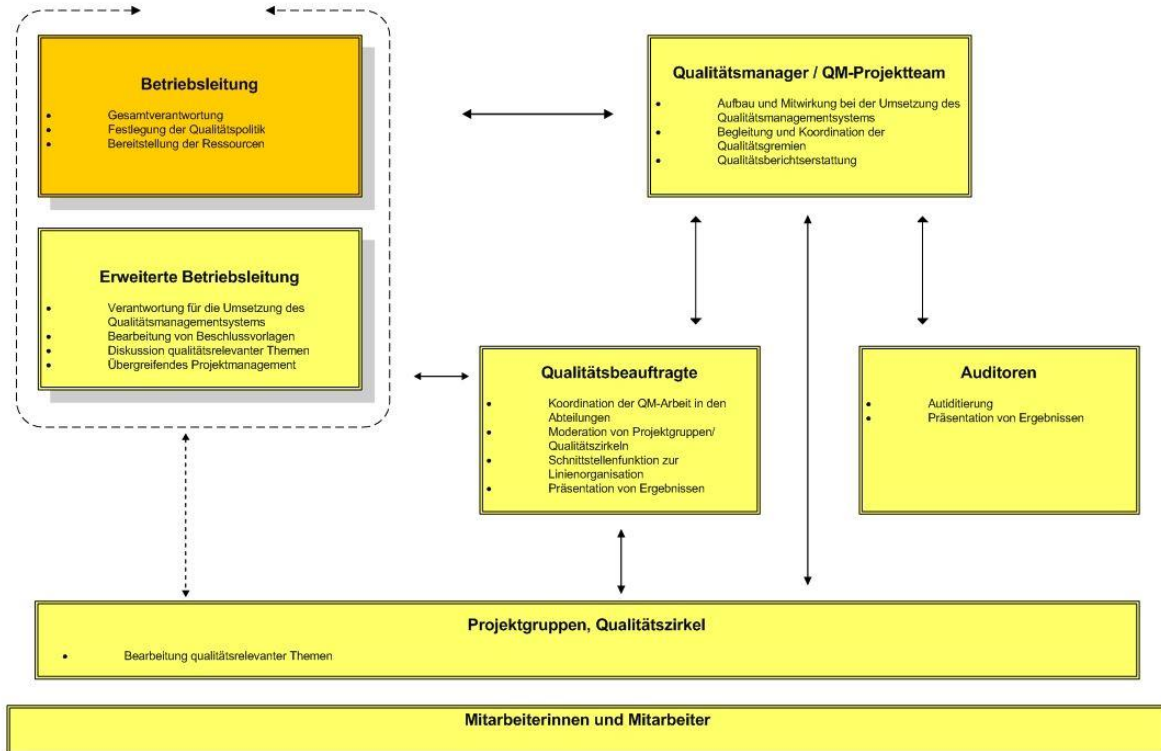 Betriebsleitung
• Gesamtverantwortung
• Festlegung der Qualitätspolitik
• Bereitstellung der Ressourcen
Qualitätsmanager / QM-Projektteam
• Aufbau und Mitwirkung bei der Umsetzung des
Qualitätsmanagementsystems
• Begleitung und Koordination der
Qualitätsgremien
• Qualitätsberichtserstattung
Erweiterte Betriebsleitung
• Verantwortung für die Umsetzung des
Qualitätsmanagementsystems
• Bearbeitung von Beschlussvorlagen
• Diskussion qualitätsrelevanter Themen
• Übergreifendes Projektmanagement
Qualitätsbeauftragte
• Koordination der QM-Arbeit in den
Abteilungen
• Moderation von Projektgruppen/
Qualitätszirkeln
• Schnittstellenfunktion zur
Linienorganisation
• Präsentation von Ergebnissen
Auditoren
• Autiditierung
• Präsentation von Ergebnissen
Projektgruppen, Qualitätszirkel
• Bearbeitung qualitätsrelevanter Themen
Mitarbeiterinnen und Mitarbeiter